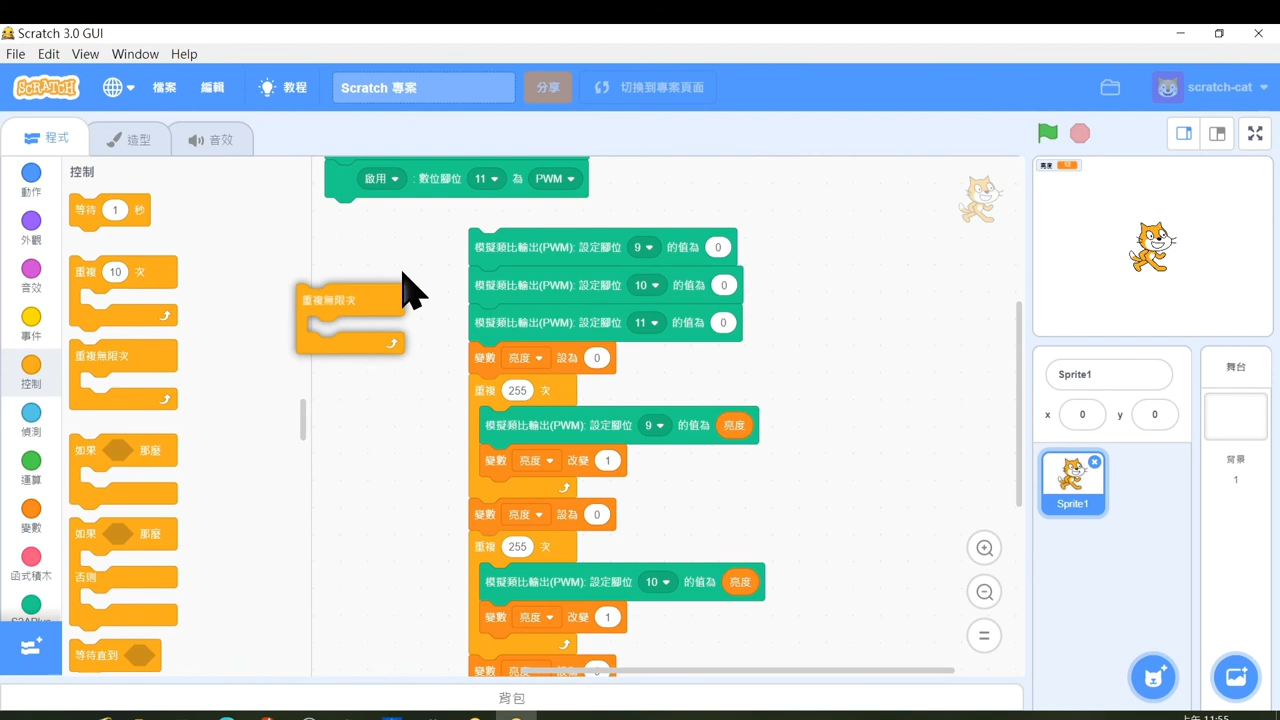 Scratch 3.0 GUI
File Edit View Window Help
SCRATCH 檔案 編輯 教程 Scratch 專案 分享 切換到專案頁面 scratch-cat
程式 造型 音效
動作
外觀
音效
事件
控制
偵測
運算
變數
函式積木
控制
等待 1 秒
重複 10 次
重複無限次
如果 那麼
如果 那麼
否則
等待直到
啟用 : 數位腳位 11 為 PWM
重複無限次
模擬類比輸出(PWM): 設定腳位 9 的值為 0
模擬類比輸出(PWM): 設定腳位 10 的值為 0
模擬類比輸出(PWM): 設定腳位 11 的值為 0
變數 亮度 設為 0
重複 255 次
模擬類比輸出(PWM): 設定腳位 9 的值為 亮度
變數 亮度 改變 1
變數 亮度 設為 0
重複 255 次
模擬類比輸出(PWM): 設定腳位 10 的值為 亮度
變數 亮度 改變 1
變數 亮度
亮度
Sprite1
x 0 y 0
Sprite1
舞台
背景
1
背包
上午 11:55